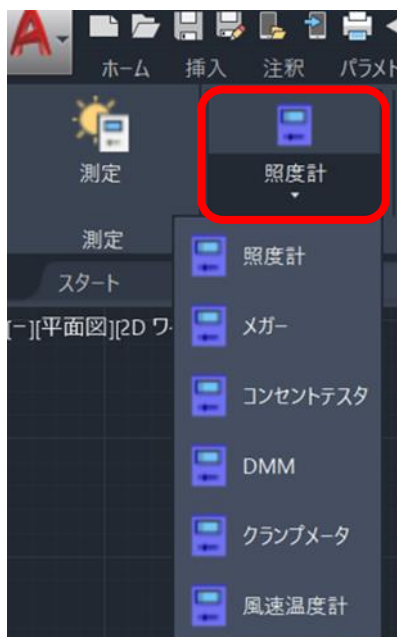 ホーム 挿入 注釈 パラメト
測定
照度計
測定
照度計
スタート
メガー
[−][平面図][2D ワ
コンセントテスタ
DMM
クランプメータ
風速温度計